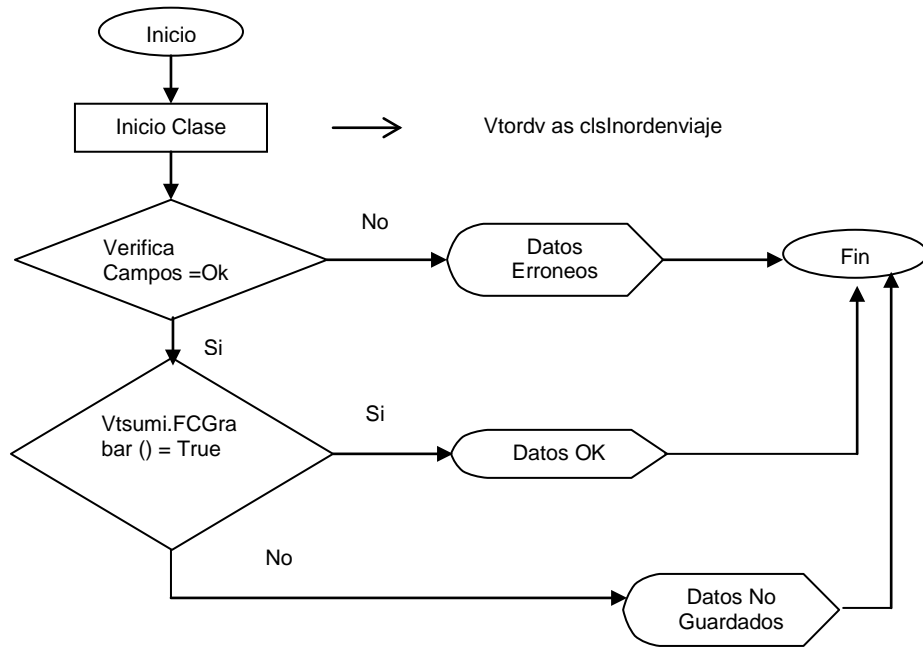 Inicio
Inicio Clase
Vtordv as clsInordenviaje
No
Verifica
Campos =Ok
Datos
Erroneos
Fin
Si
Vtsumi.FCGra
bar () = True
Si
Datos OK
No
Datos No
Guardados